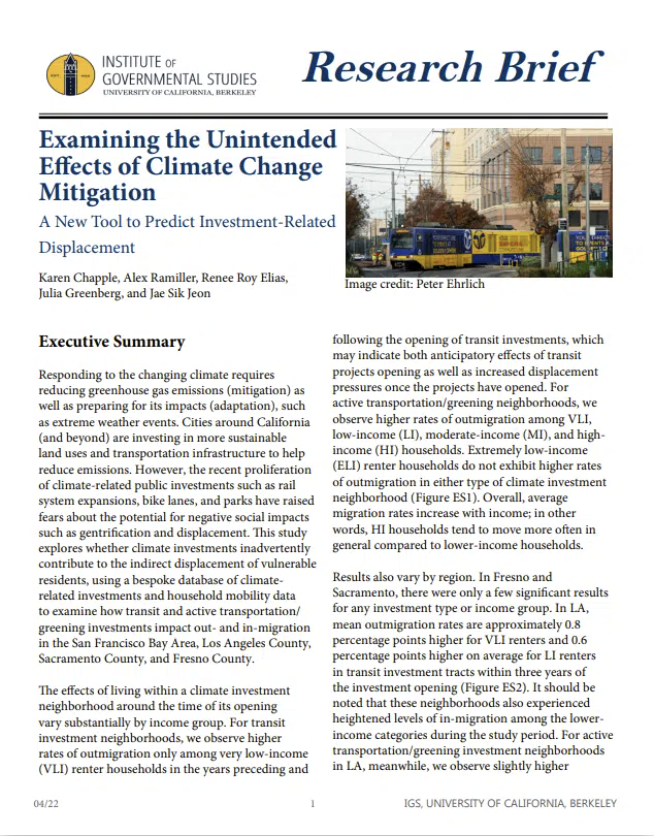 INSTITUTE OF
GOVERNMENTAL STUDIES
UNIVERSITY OF CALIFORNIA, BERKELEY
Research Brief
Examining the Unintended
Effects of Climate Change
Mitigation
A New Tool to Predict Investment-Related
Displacement
Karen Chapple, Alex Ramiller, Renee Roy Elias,
Julia Greenberg, and Jae Sik Jeon
Image credit: Peter Ehrlich
Executive Summary
Responding to the changing climate requires
reducing greenhouse gas emissions (mitigation) as
well as preparing for its impacts (adaptation), such
as extreme weather events. Cities around California
(and beyond) are investing in more sustainable
land uses and transportation infrastructure to help
reduce emissions. However, the recent proliferation
of climate-related public investments such as rail
system expansions, bike lanes, and parks have raised
fears about the potential for negative social impacts
such as gentrification and displacement. This study
explores whether climate investments inadvertently
contribute to the indirect displacement of vulnerable
residents, using a bespoke database of climate-
related investments and household mobility data
to examine how transit and active transportation/
greening investments impact out- and in-migration
in the San Francisco Bay Area, Los Angeles County,
Sacramento County, and Fresno County.
The effects of living within a climate investment
neighborhood around the time of its opening
vary substantially by income group. For transit
investment neighborhoods, we observe higher
rates of outmigration only among very low-income
(VLI) renter households in the years preceding and
following the opening of transit investments, which
may indicate both anticipatory effects of transit
projects opening as well as increased displacement
pressures once the projects have opened. For
active transportation/greening neighborhoods, we
observe higher rates of outmigration among VLI,
low-income (LI), moderate-income (MI), and high-
income (HI) households. Extremely low-income
(ELI) renter households do not exhibit higher rates
of outmigration in either type of climate investment
neighborhood (Figure ES1). Overall, average
migration rates increase with income; in other
words, HI households tend to move more often in
general compared to lower-income households.
Results also vary by region. In Fresno and
Sacramento, there were only a few significant results
for any investment type or income group. In LA,
mean outmigration rates are approximately 0.8
percentage points higher for VLI renters and 0.6
percentage points higher on average for LI renters
in transit investment tracts within three years of
the investment opening (Figure ES2). It should be
noted that these neighborhoods also experienced
heightened levels of in-migration among the lower-
income categories during the study period. For active
transportation/greening investment neighborhoods
in LA, meanwhile, we observe slightly higher
04/22
1
IGS, UNIVERSITY OF CALIFORNIA, BERKELEY